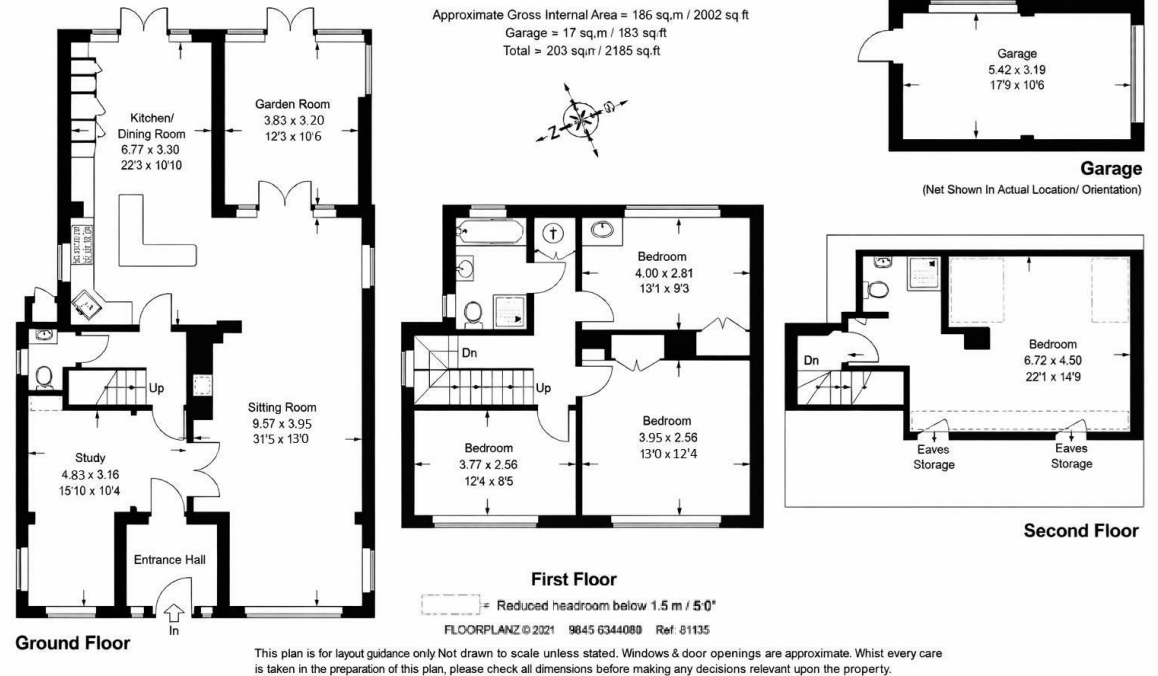 Approximate Gross Internal Area = 186 sq,m / 2002 sq ft
Garage = 17 sq,m / 183 sq.ft
Total = 203 sq.m / 2185 sq.ft
N
Garage
5.42 x 3.19
17'9 x 10'6
Garage
(Net Shown In Actual Location/ Orientation)
Kitchen/
Dining Room
6.77 x 3.30
22'3 x 10'10
Garden Room
3.83 x 3.20
12'3 x 10'6
Up
Sitting Room
9.57 x 3.95
31'5 x 13'0
Study
4.83 x 3.16
15'10 x 10'4
Entrance Hall
In
Ground Floor
Bedroom
4.00 x 2.81
13'1 x 9'3
Dn
Up
Bedroom
3.95 x 2.56
13'0 x 12'4
Bedroom
3.77 x 2.56
12'4 x 8'5
First Floor
Dn
Bedroom
6.72 x 4.50
22'1 x 14'9
Eaves
Storage
Eaves
Storage
Second Floor
= Reduced headroom below 1.5 m / 5'0"
FLOORPLANZ © 2021 9845 6344080 Ref: 81135
This plan is for layout guidance only Not drawn to scale unless stated. Windows & door openings are approximate. Whist every care
is taken in the preparation of this plan, please check all dimensions before making any decisions relevant upon the property.